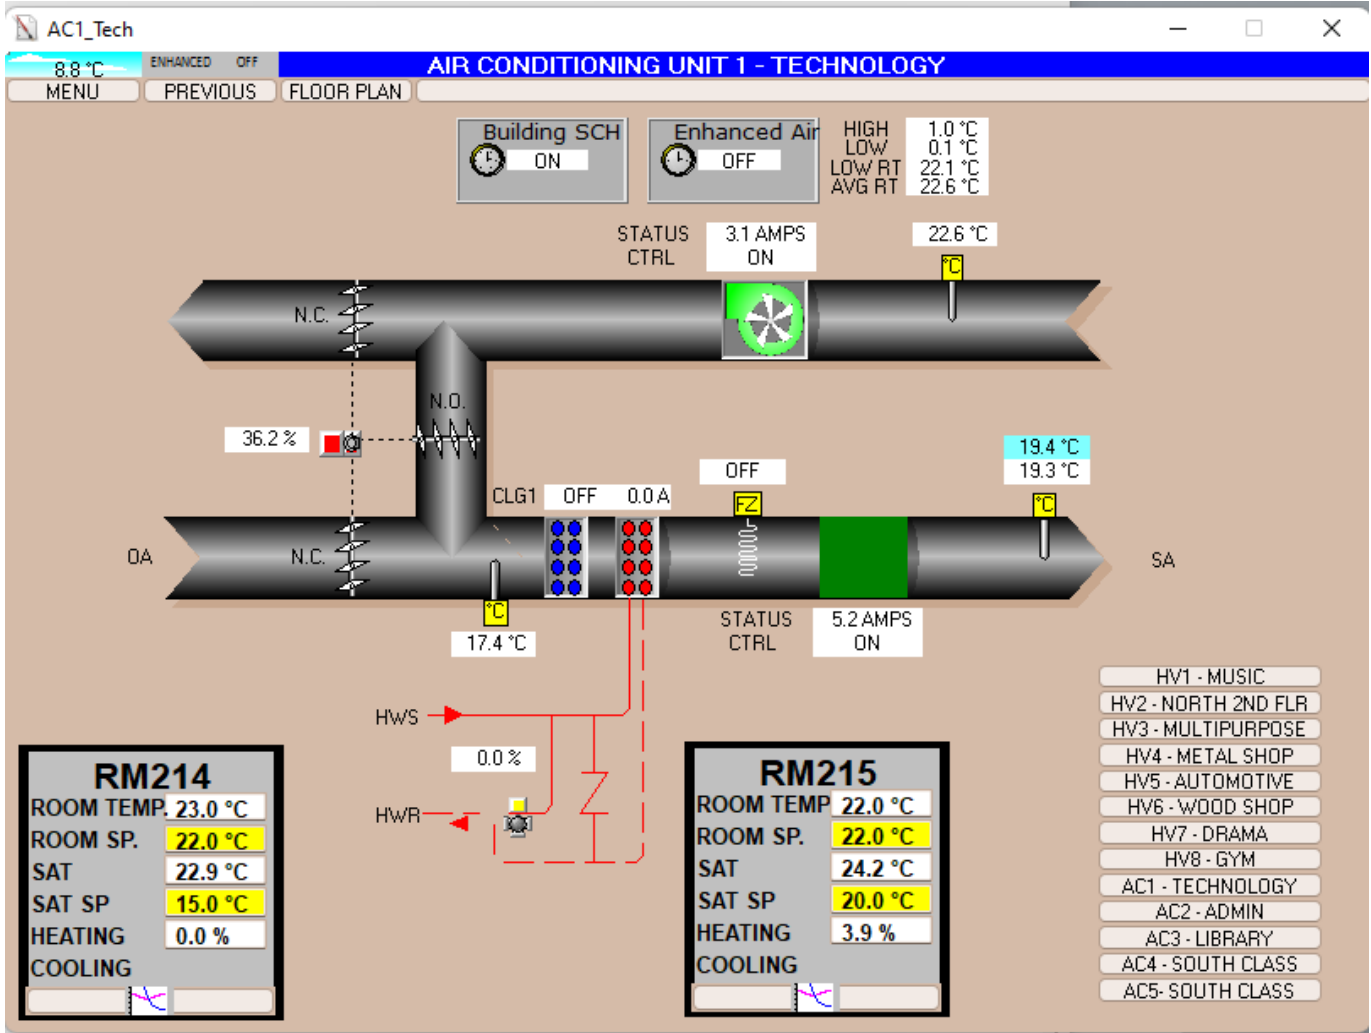 AC1_Tech
8.8 °C ENHANCED OFF AIR CONDITIONING UNIT 1 - TECHNOLOGY
MENU PREVIOUS FLOOR PLAN
Building SCH
ON
Enhanced Air
OFF
HIGH 1.0 °C
LOW 0.1 °C
LOW RT 22.1 °C
AVG RT 22.6 °C
STATUS 3.1 AMPS
CTRL ON
22.6 °C
°C
N.C.
N.O.
36.2 %
19.4 °C
19.3 °C
OFF
CLG1 OFF 0.0 A
FZ
°C
OA
N.C.
SA
°C
17.4 °C
STATUS 5.2 AMPS
CTRL ON
HWS
0.0 %
HWR
RM214
ROOM TEMP. 23.0 °C
ROOM SP. 22.0 °C
SAT 22.9 °C
SAT SP 15.0 °C
HEATING 0.0 %
COOLING
RM215
ROOM TEMP 22.0 °C
ROOM SP. 22.0 °C
SAT 24.2 °C
SAT SP 20.0 °C
HEATING 3.9 %
COOLING
HV1 - MUSIC
HV2 - NORTH 2ND FLR
HV3 - MULTIPURPOSE
HV4 - METAL SHOP
HV5 - AUTOMOTIVE
HV6 - WOOD SHOP
HV7 - DRAMA
HV8 - GYM
AC1 - TECHNOLOGY
AC2 - ADMIN
AC3 - LIBRARY
AC4 - SOUTH CLASS
AC5- SOUTH CLASS